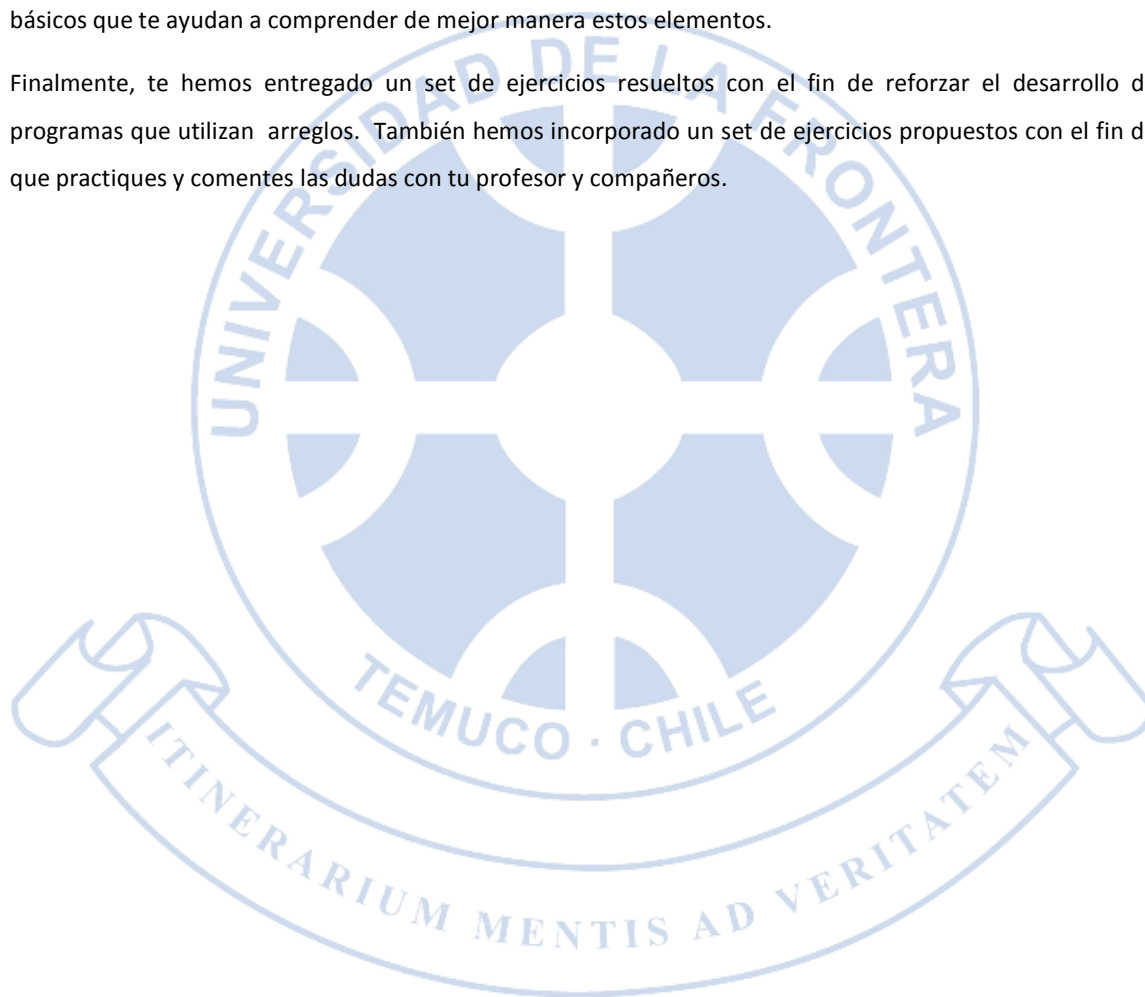 básicos que te ayudan a comprender de mejor manera estos elementos.
Finalmente, te hemos entregado un set de ejercicios resueltos con el fin de reforzar el desarrollo d
programas que utilizan arreglos. También hemos incorporado un set de ejercicios propuestos con el fin d
que practiques y comentes las dudas con tu profesor y compañeros.
UNIVERSIDAD DE LA FRONTERA
TEMUCO · CHILE
ITINERARIUM MENTIS AD VERITATEM